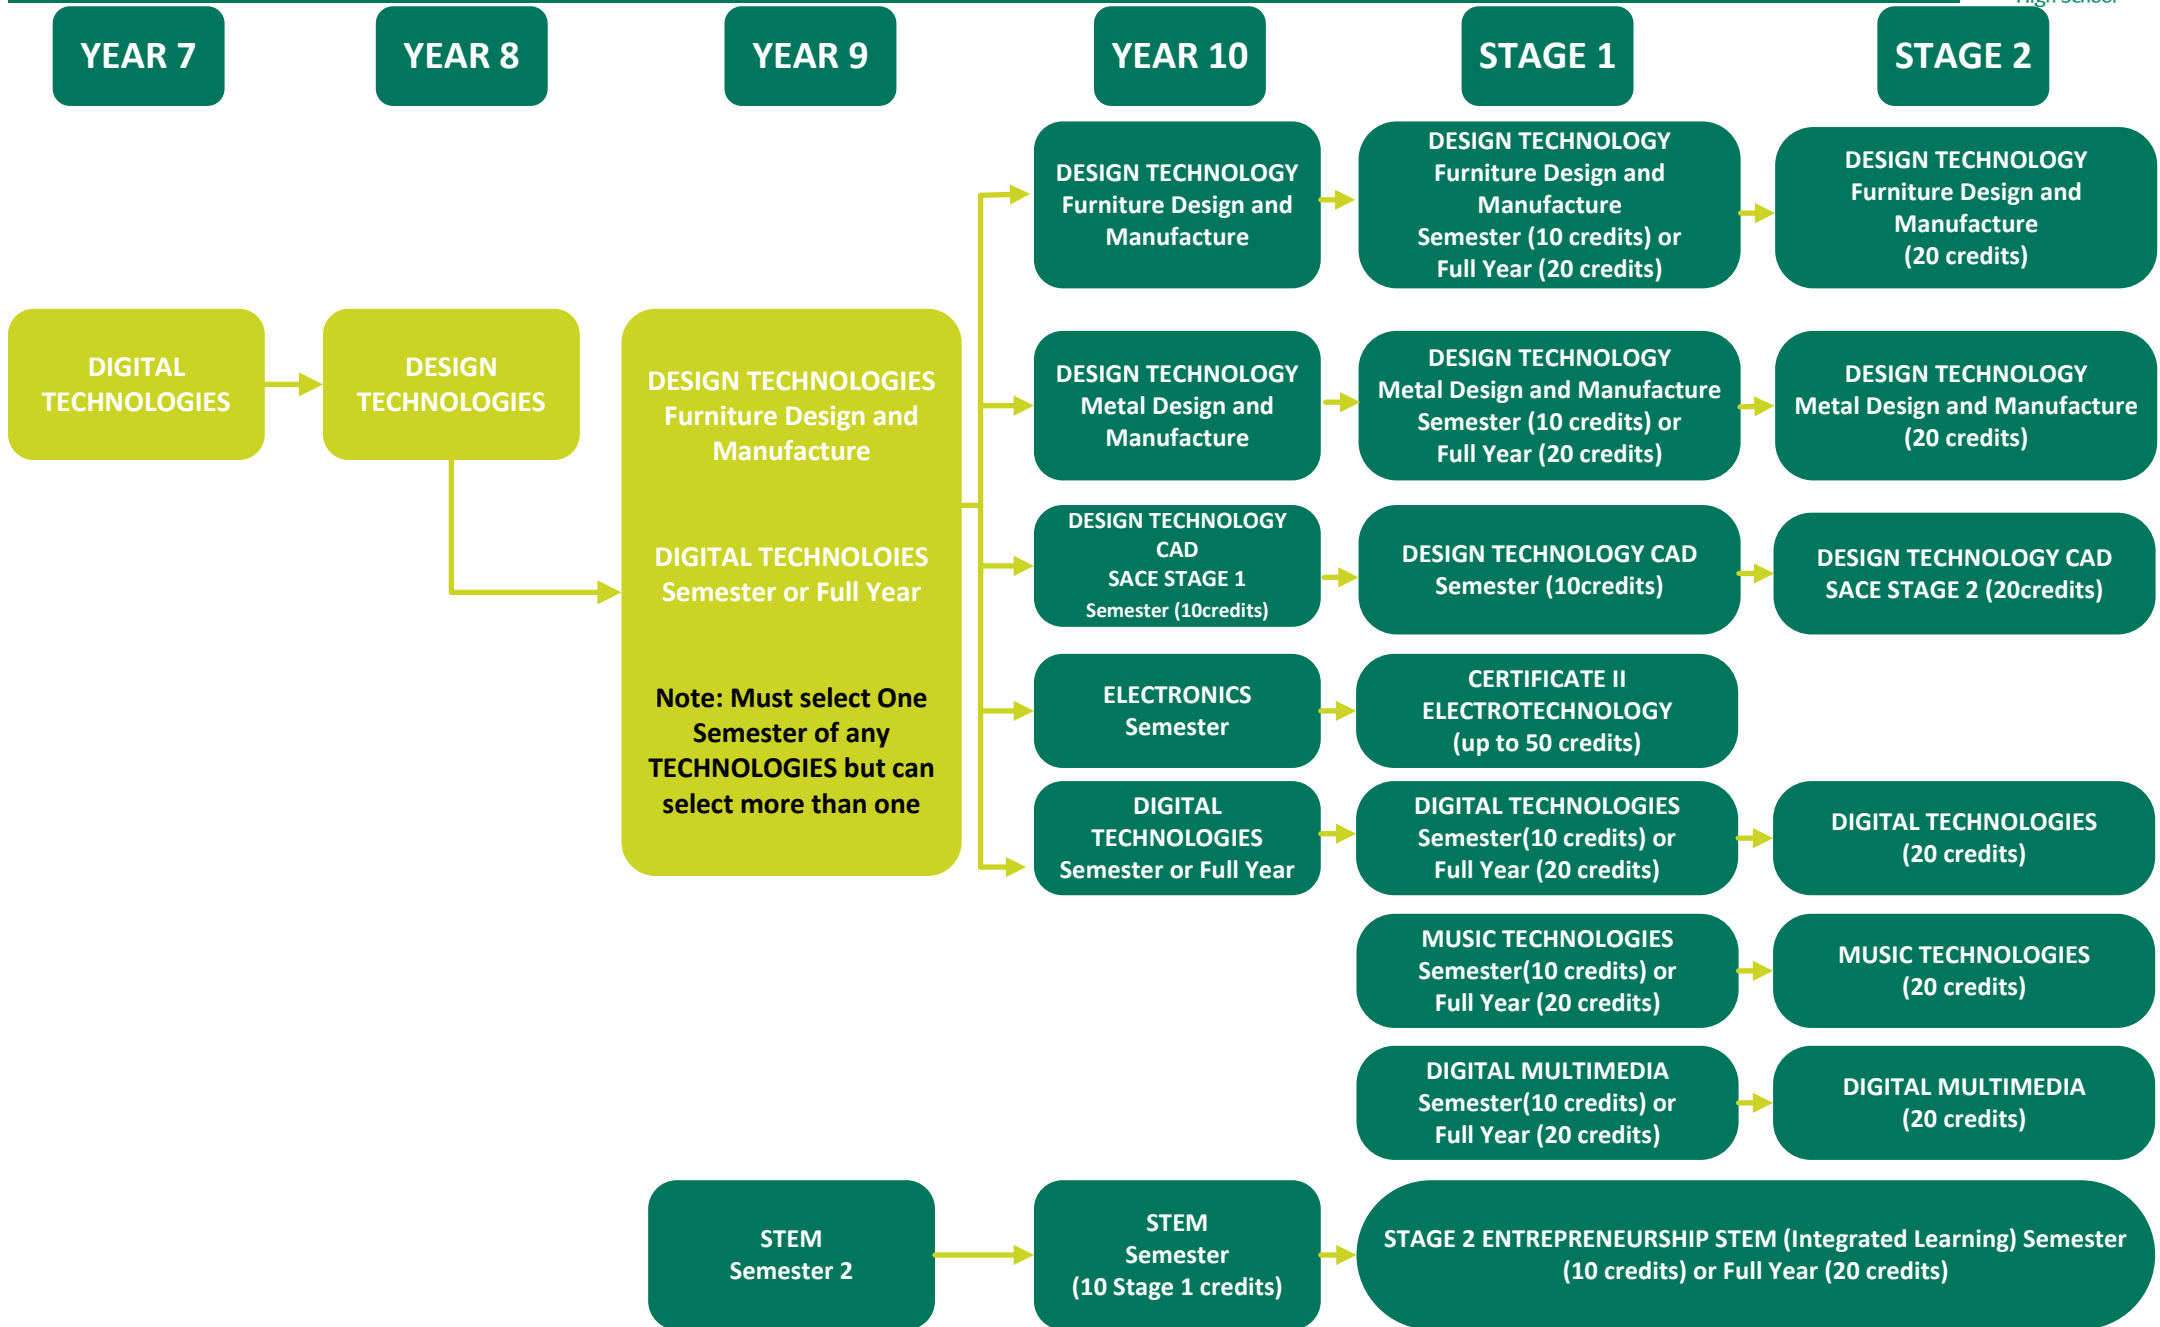 High School
YEAR 7
YEAR 8
YEAR 9
YEAR 10
STAGE 1
STAGE 2
DIGITAL
TECHNOLOGIES
DESIGN
TECHNOLOGIES
DESIGN TECHNOLOGIES
Furniture Design and
Manufacture
DIGITAL TECHNOLOIES
Semester or Full Year
Note: Must select One
Semester of any
TECHNOLOGIES but can
select more than one
DESIGN TECHNOLOGY
Furniture Design and
Manufacture
DESIGN TECHNOLOGY
Furniture Design and
Manufacture
Semester (10 credits) or
Full Year (20 credits)
DESIGN TECHNOLOGY
Furniture Design and
Manufacture
(20 credits)
DESIGN TECHNOLOGY
Metal Design and
Manufacture
DESIGN TECHNOLOGY
Metal Design and Manufacture
Semester (10 credits) or
Full Year (20 credits)
DESIGN TECHNOLOGY
Metal Design and Manufacture
(20 credits)
DESIGN TECHNOLOGY
CAD
SACE STAGE 1
Semester (10credits)
DESIGN TECHNOLOGY CAD
Semester (10credits)
DESIGN TECHNOLOGY CAD
SACE STAGE 2 (20credits)
ELECTRONICS
Semester
CERTIFICATE II
ELECTROTECHNOLOGY
(up to 50 credits)
DIGITAL
TECHNOLOGIES
Semester or Full Year
DIGITAL TECHNOLOGIES
Semester(10 credits) or
Full Year (20 credits)
DIGITAL TECHNOLOGIES
(20 credits)
MUSIC TECHNOLOGIES
Semester(10 credits) or
Full Year (20 credits)
MUSIC TECHNOLOGIES
(20 credits)
DIGITAL MULTIMEDIA
Semester(10 credits) or
Full Year (20 credits)
DIGITAL MULTIMEDIA
(20 credits)
STEM
Semester 2
STEM
Semester
(10 Stage 1 credits)
STAGE 2 ENTREPRENEURSHIP STEM (Integrated Learning) Semester
(10 credits) or Full Year (20 credits)